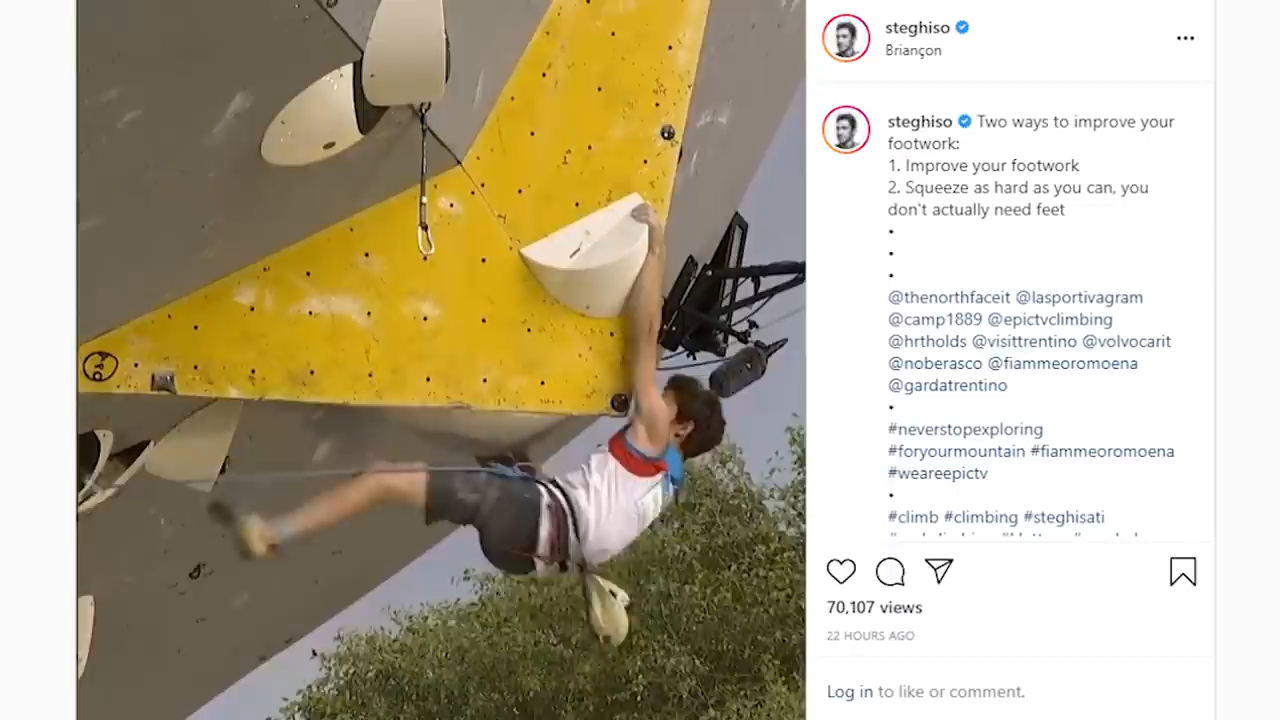 steghiso
Briançon
steghiso Two ways to improve your
footwork:
1. Improve your footwork
2. Squeeze as hard as you can, you
don't actually need feet
•
•
•
@thenorthfaceit @lasportivagram
@camp1889 @epictvclimbing
@hrtholds @visittrentino @volvocarit
@noberasco @fiammeoromoena
@gardatrentino
•
#neverstopexploring
#foryourmountain #fiammeoromoena
#weareepictv
•
#climb #climbing #steghisati
70,107 views
22 HOURS AGO
Log in to like or comment.